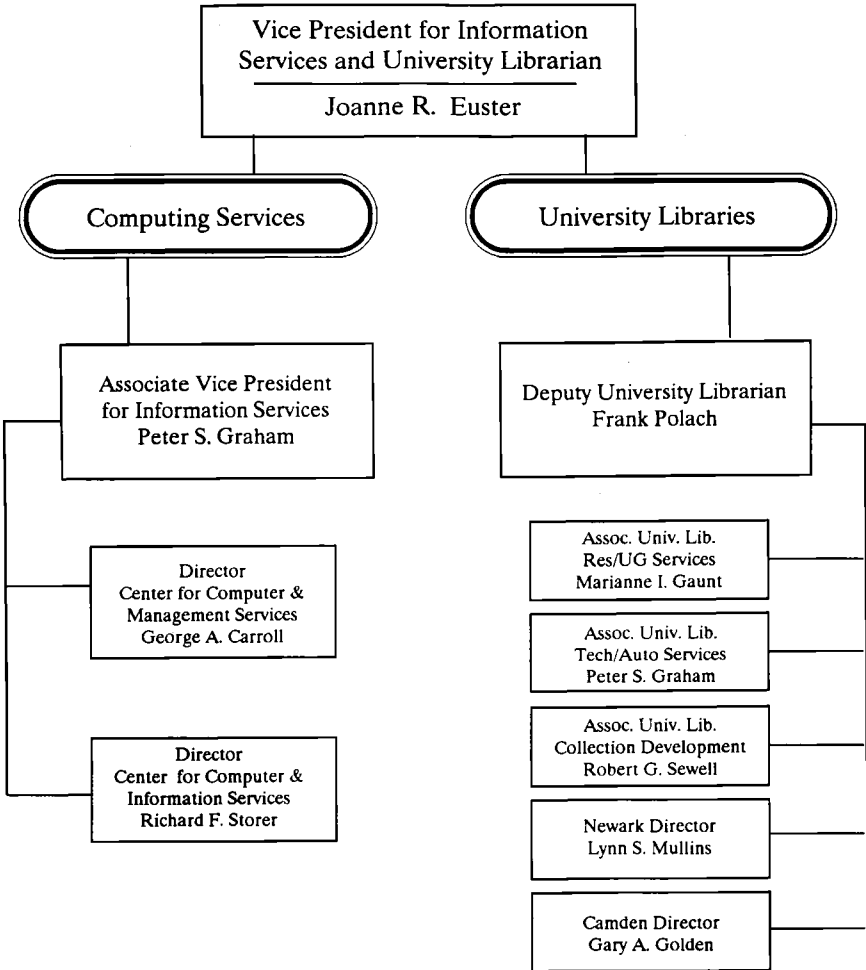 Vice President for Information
Services and University Librarian
Joanne R. Euster
Computing Services
University Libraries
Associate Vice President
for Information Services
Peter S. Graham
Deputy University Librarian
Frank Polach
Director
Center for Computer &
Management Services
George A. Carroll
Director
Center for Computer &
Information Services
Richard F. Storer
Assoc. Univ. Lib.
Res/UG Services
Marianne I. Gaunt
Assoc. Univ. Lib.
Tech/Auto Services
Peter S. Graham
Assoc. Univ. Lib.
Collection Development
Robert G. Sewell
Newark Director
Lynn S. Mullins
Camden Director
Gary A. Golden